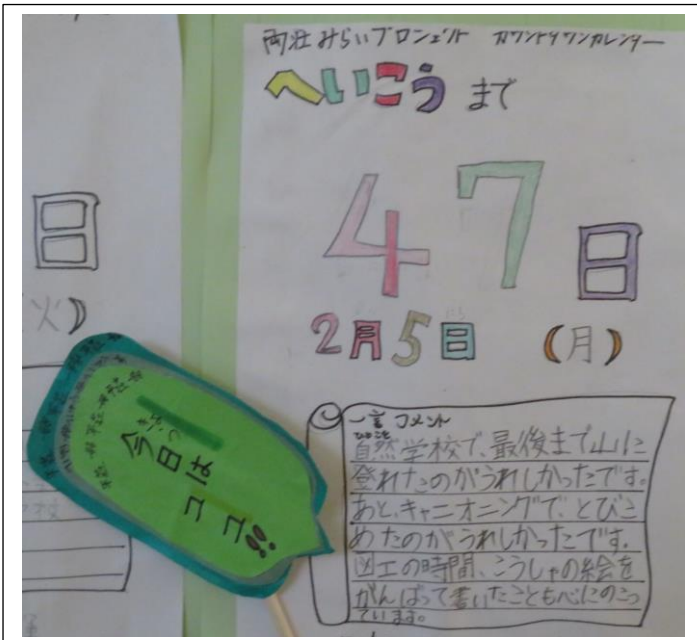 両荘みらいプロジェクト カウントダウンカレンダー
へいこう まで
47日
2月5日 (月)
日
火)
今日は
ココ!!
一言コメント
自然学校で、最後まで山に
登れたのがうれしかったです。
あと、キャニオニングで、とびこ
めたのがうれしかったです。
図工の時間、こうしゃの絵を
がんばって書いたことも心にのこっ
ています。